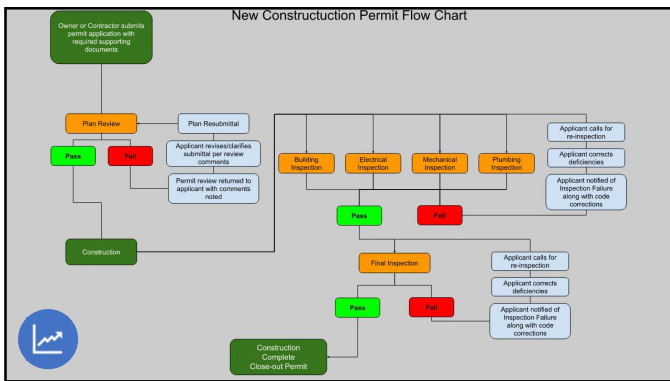 New Constructuction Permit Flow Chart
Owner or Contractor submits
permit application with
required supporting
documents
Plan Review
Plan Resubmittal
Pass
Fail
Applicant revises/clarifies
submittal per review
comments
Permit review returned to
applicant with comments
noted
Construction
Building
Inspection
Electrical
Inspection
Mechanical
Inspection
Plumbing
Inspection
Applicant calls for
re-inspection
Applicant corrects
deficiencies
Applicant notified of
Inspection Failure
along with code
corrections
Pass
Fail
Final Inspection
Applicant calls for
re-inspection
Applicant corrects
deficiencies
Applicant notified of
Inspection Failure
along with code
corrections
Pass
Fail
Construction
Complete
Close-out Permit